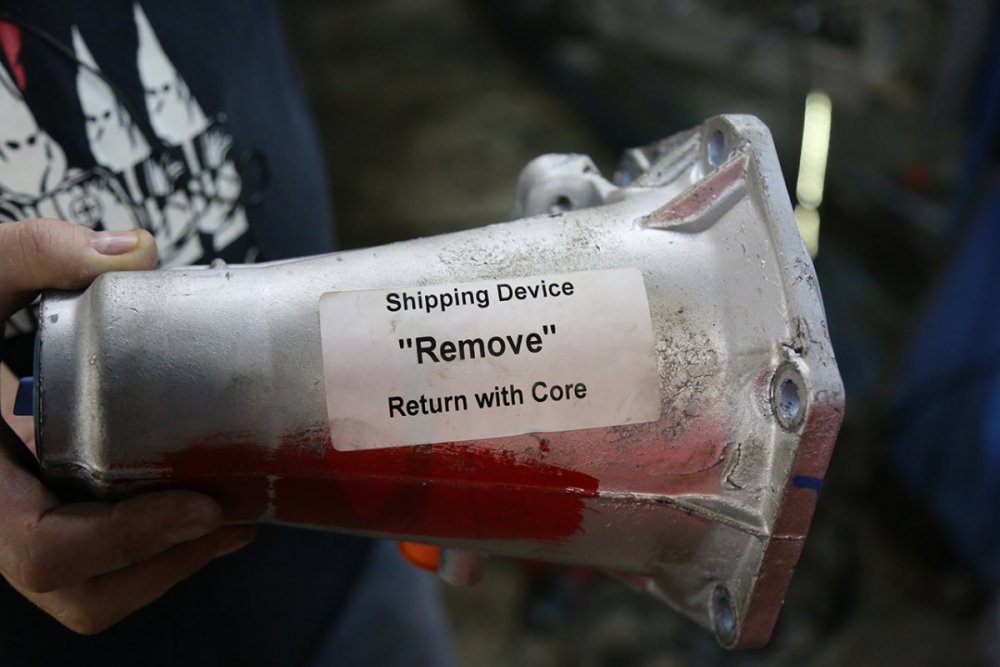 Shipping Device
"Remove"
Return with Core